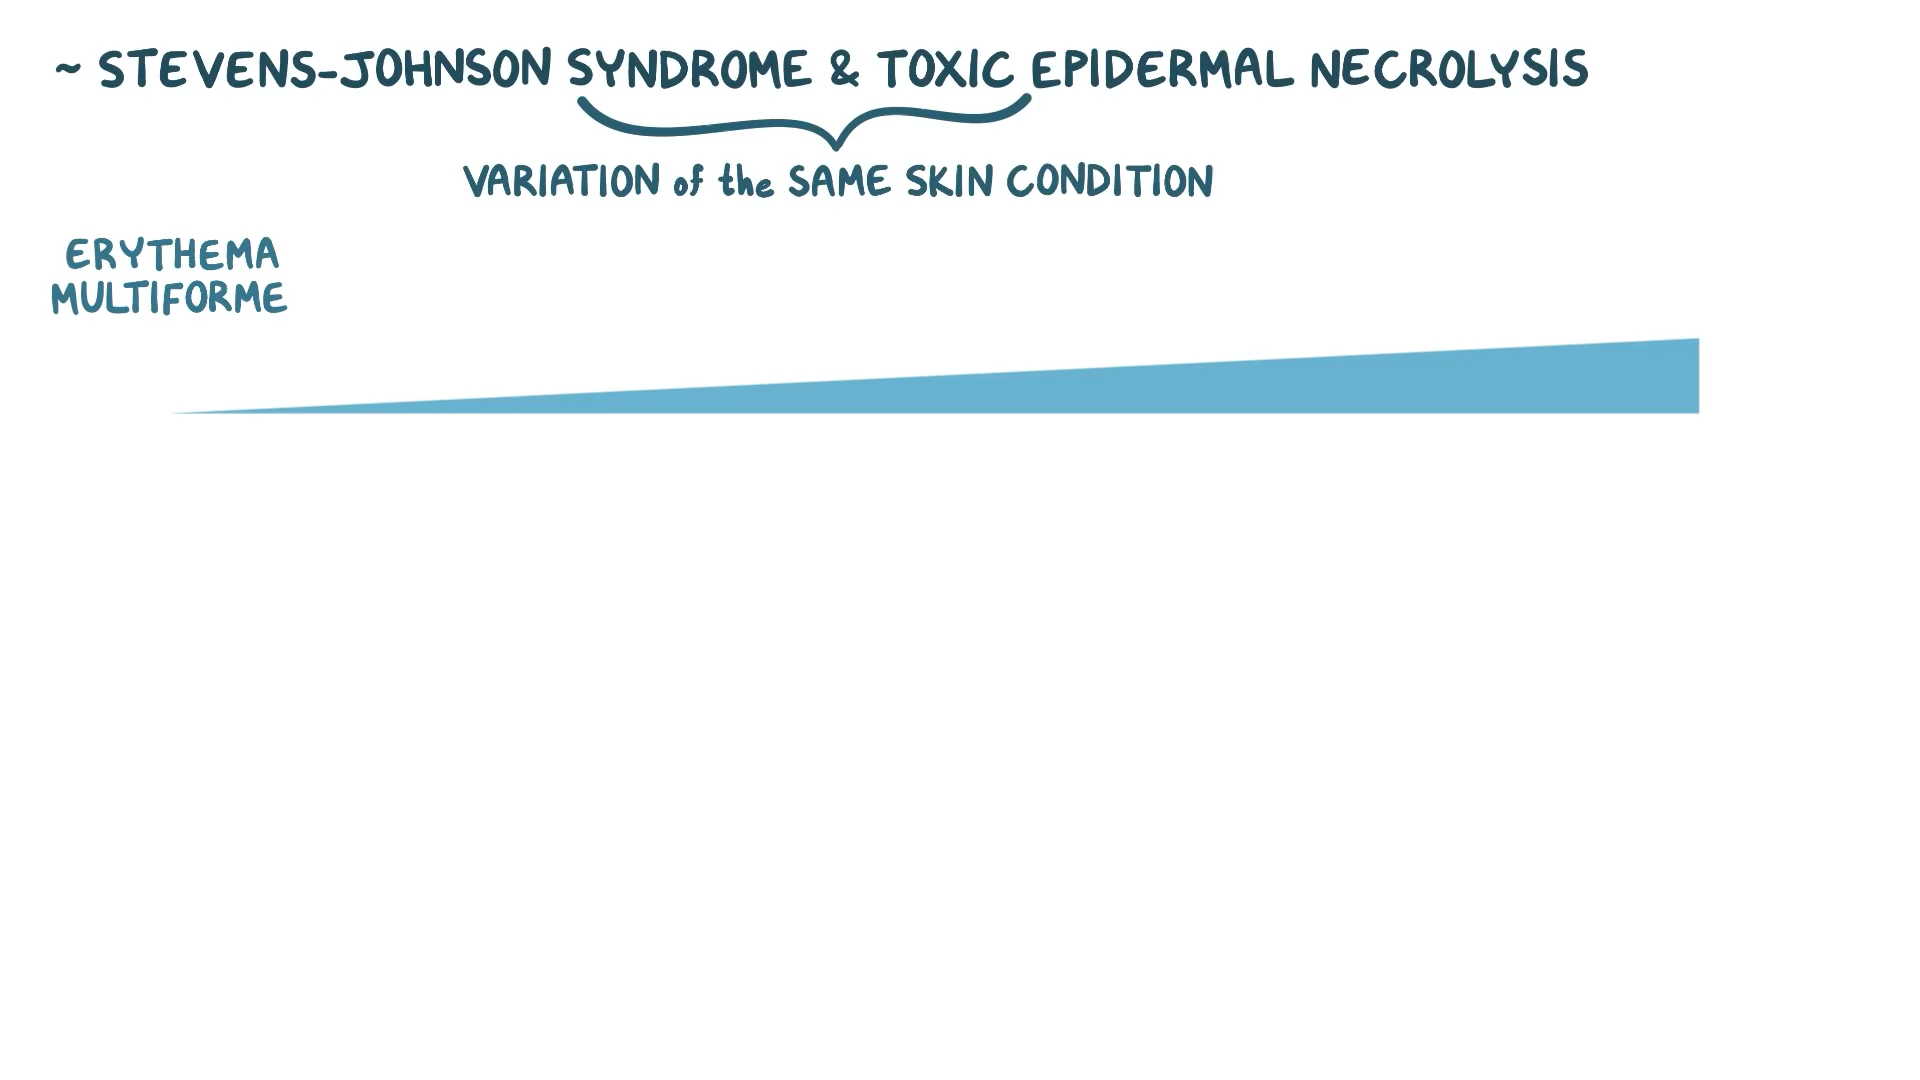 ~ STEVENS-JOHNSON SYNDROME & TOXIC EPIDERMAL NECROLYSIS
VARIATION of the SAME SKIN CONDITION
ERYTHEMA
MULTIFORME